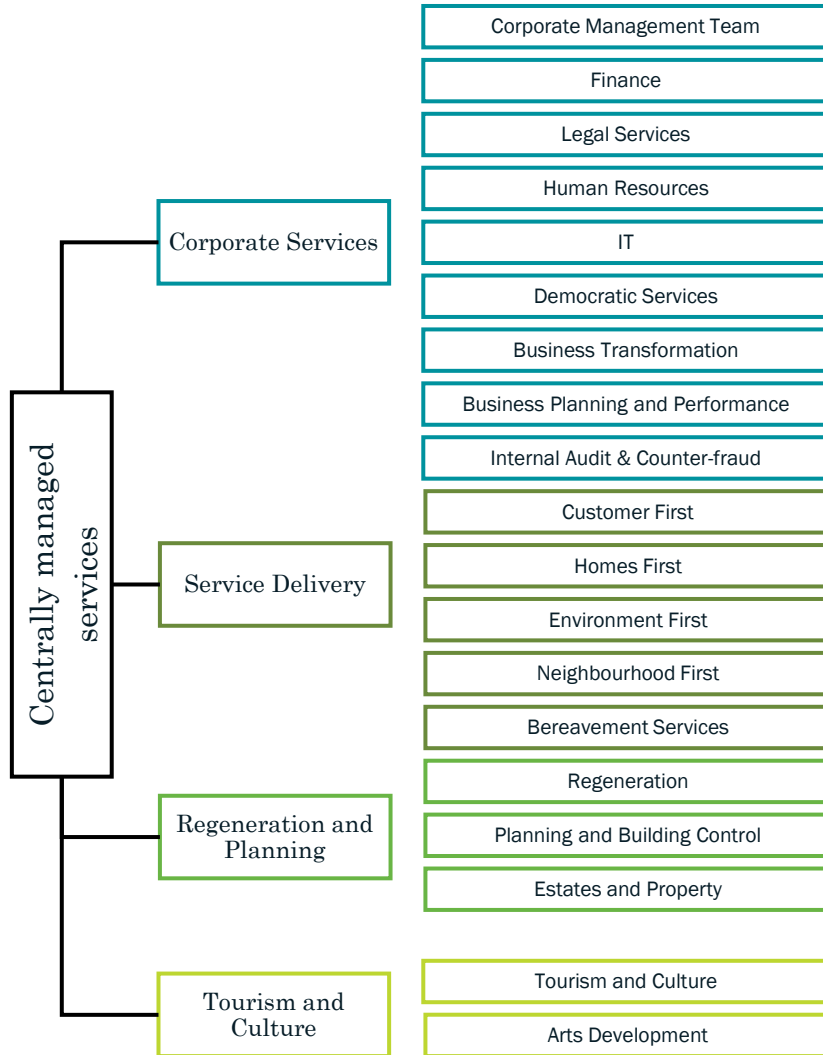 Centrally managed
services
Corporate Services
Corporate Management Team
Finance
Legal Services
Human Resources
IT
Democratic Services
Business Transformation
Business Planning and Performance
Internal Audit & Counter-fraud
Service Delivery
Customer First
Homes First
Environment First
Neighbourhood First
Bereavement Services
Regeneration and
Planning
Regeneration
Planning and Building Control
Estates and Property
Tourism and
Culture
Tourism and Culture
Arts Development